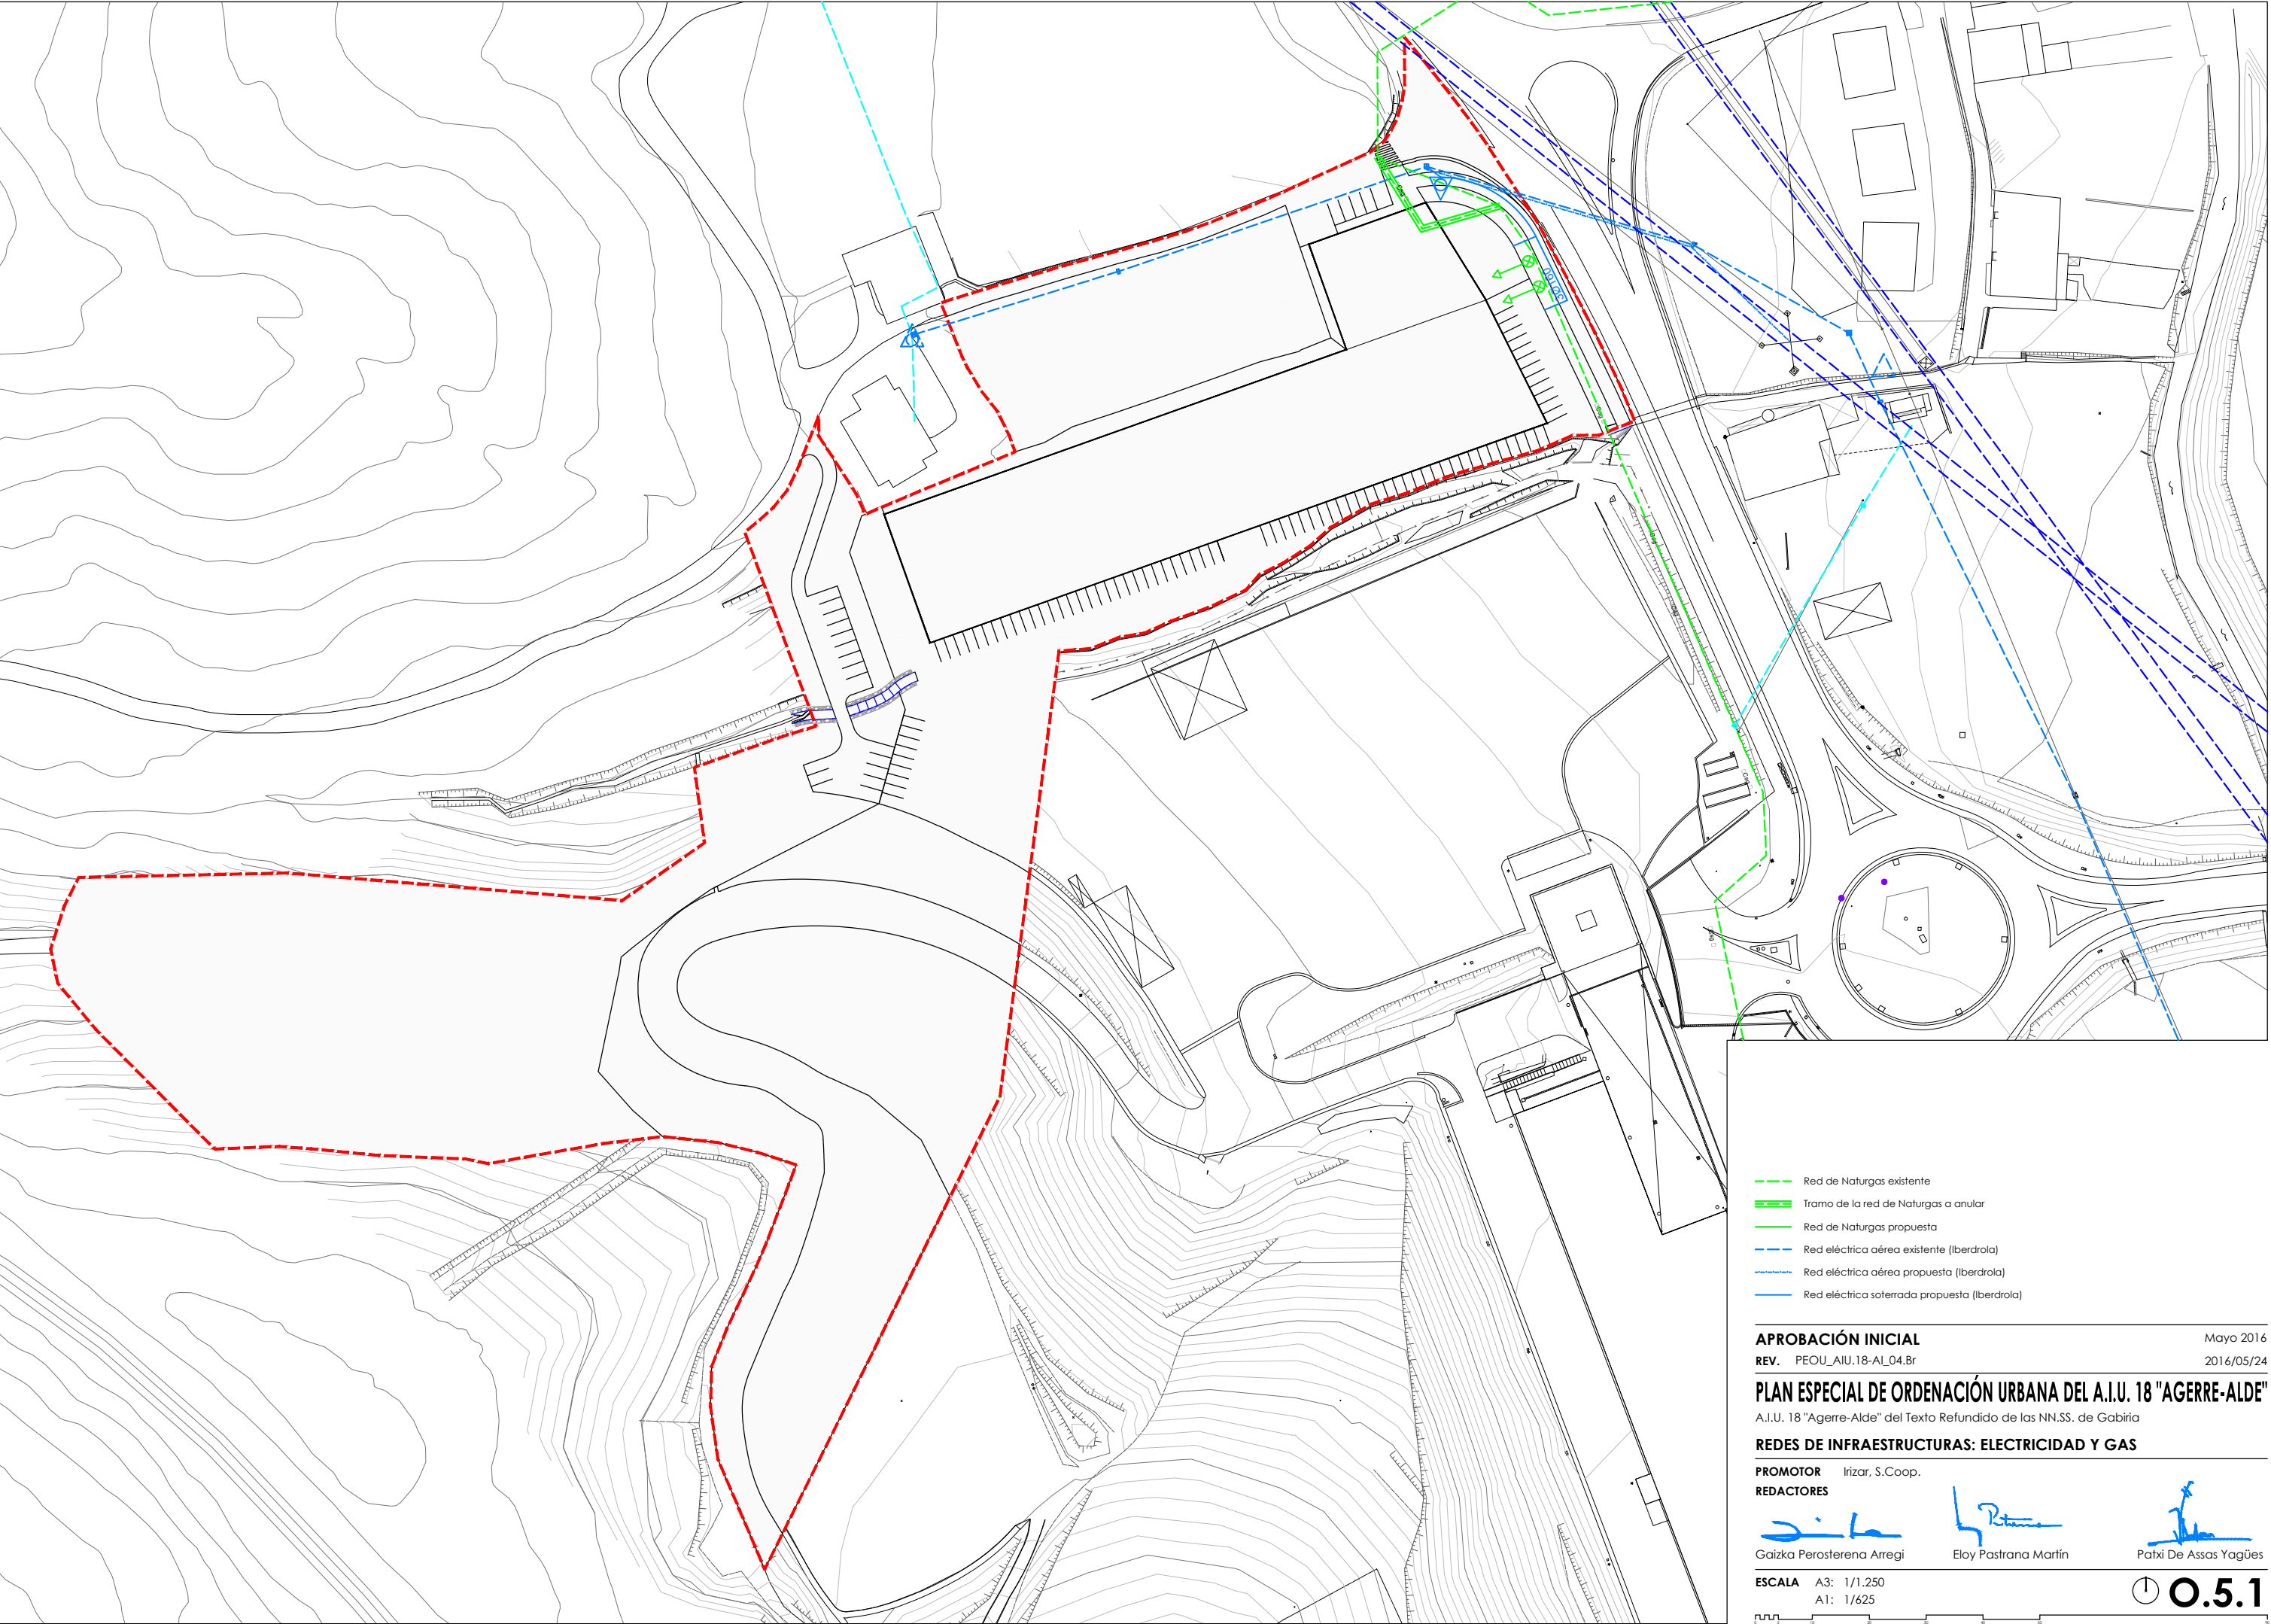 Red de Naturgas existente
Tramo de la red de Naturgas a anular
Red de Naturgas propuesta
Red eléctrica aérea existente (Iberdrola)
Red eléctrica aérea propuesta (Iberdrola)
Red eléctrica soterrada propuesta (Iberdrola)
APROBACIÓN INICIAL Mayo 2016
REV. PEOU_AIU.18-AI_04.Br 2016/05/24
PLAN ESPECIAL DE ORDENACIÓN URBANA DEL A.I.U. 18 "AGERRE-ALDE"
A.I.U. 18 "Agerre-Alde" del Texto Refundido de las NN.SS. de Gabiria
REDES DE INFRAESTRUCTURAS: ELECTRICIDAD Y GAS
PROMOTOR Irizar, S.Coop.
REDACTORES
Gaizka Perosterena Arregi Eloy Pastrana Martín Patxi De Assas Yagües
ESCALA A3: 1/1.250
A1: 1/625
O.5.1